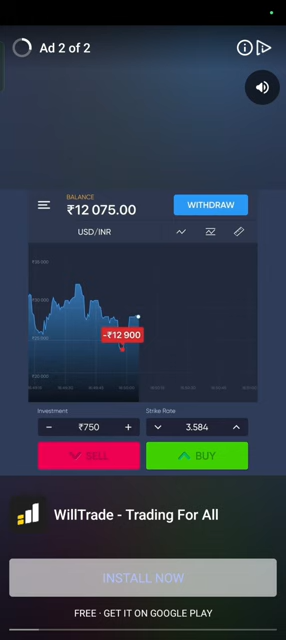 Ad 2 of 2
BALANCE
₹12 075.00
WITHDRAW
USD/INR
-₹12 900
Investment
Strike Rate
− ₹750 +
3.584
SELL
BUY
WillTrade - Trading For All
INSTALL NOW
FREE · GET IT ON GOOGLE PLAY